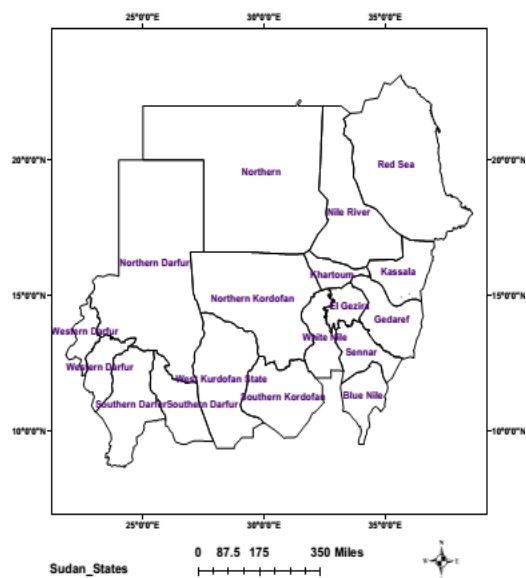 25°0'0"E 30°0'0"E 35°0'0"E
20°0'0"N 20°0'0"N
Red Sea
Northern
Nile River
Northern Darfur
Khartoum
Kassala
15°0'0"N 15°0'0"N
Northern Kordofan
El Gezira
Gedaref
Western Darfur
White Nile
Sennar
Western Darfur
West Kurdofan State
Blue Nile
Southern Darfur
Southern Darfur
Southern Kordofan
10°0'0"N 10°0'0"N
25°0'0"E 30°0'0"E 35°0'0"E
0 87.5 175 350 Miles
Sudan_States
N
W E
S